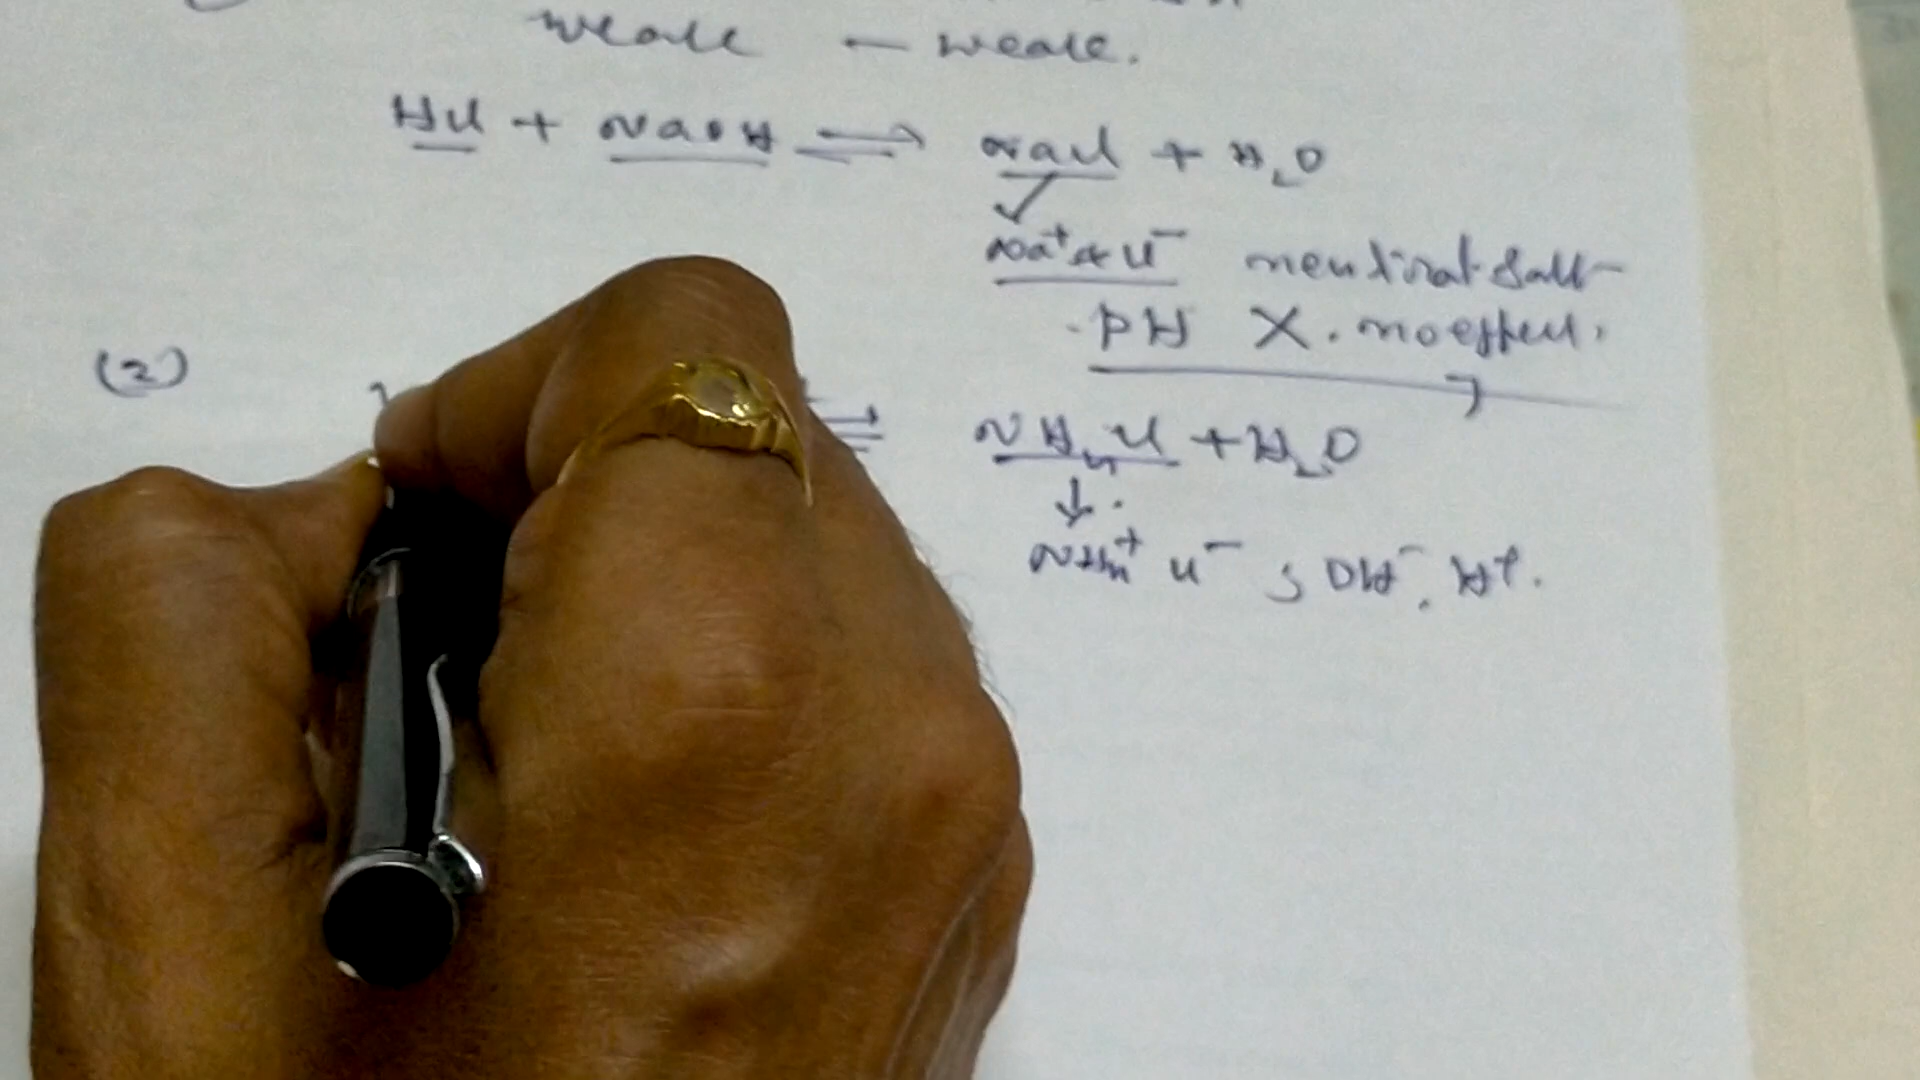 weak – weak.
HCl + NaOH ⇌ NaCl + H₂O
Na⁺ & Cl⁻ neutral salt
PH X. no effect.
(2) ⇌ NH₄Cl + H₂O
↓
NH₄⁺ Cl⁻ ; OH⁻, H⁺.